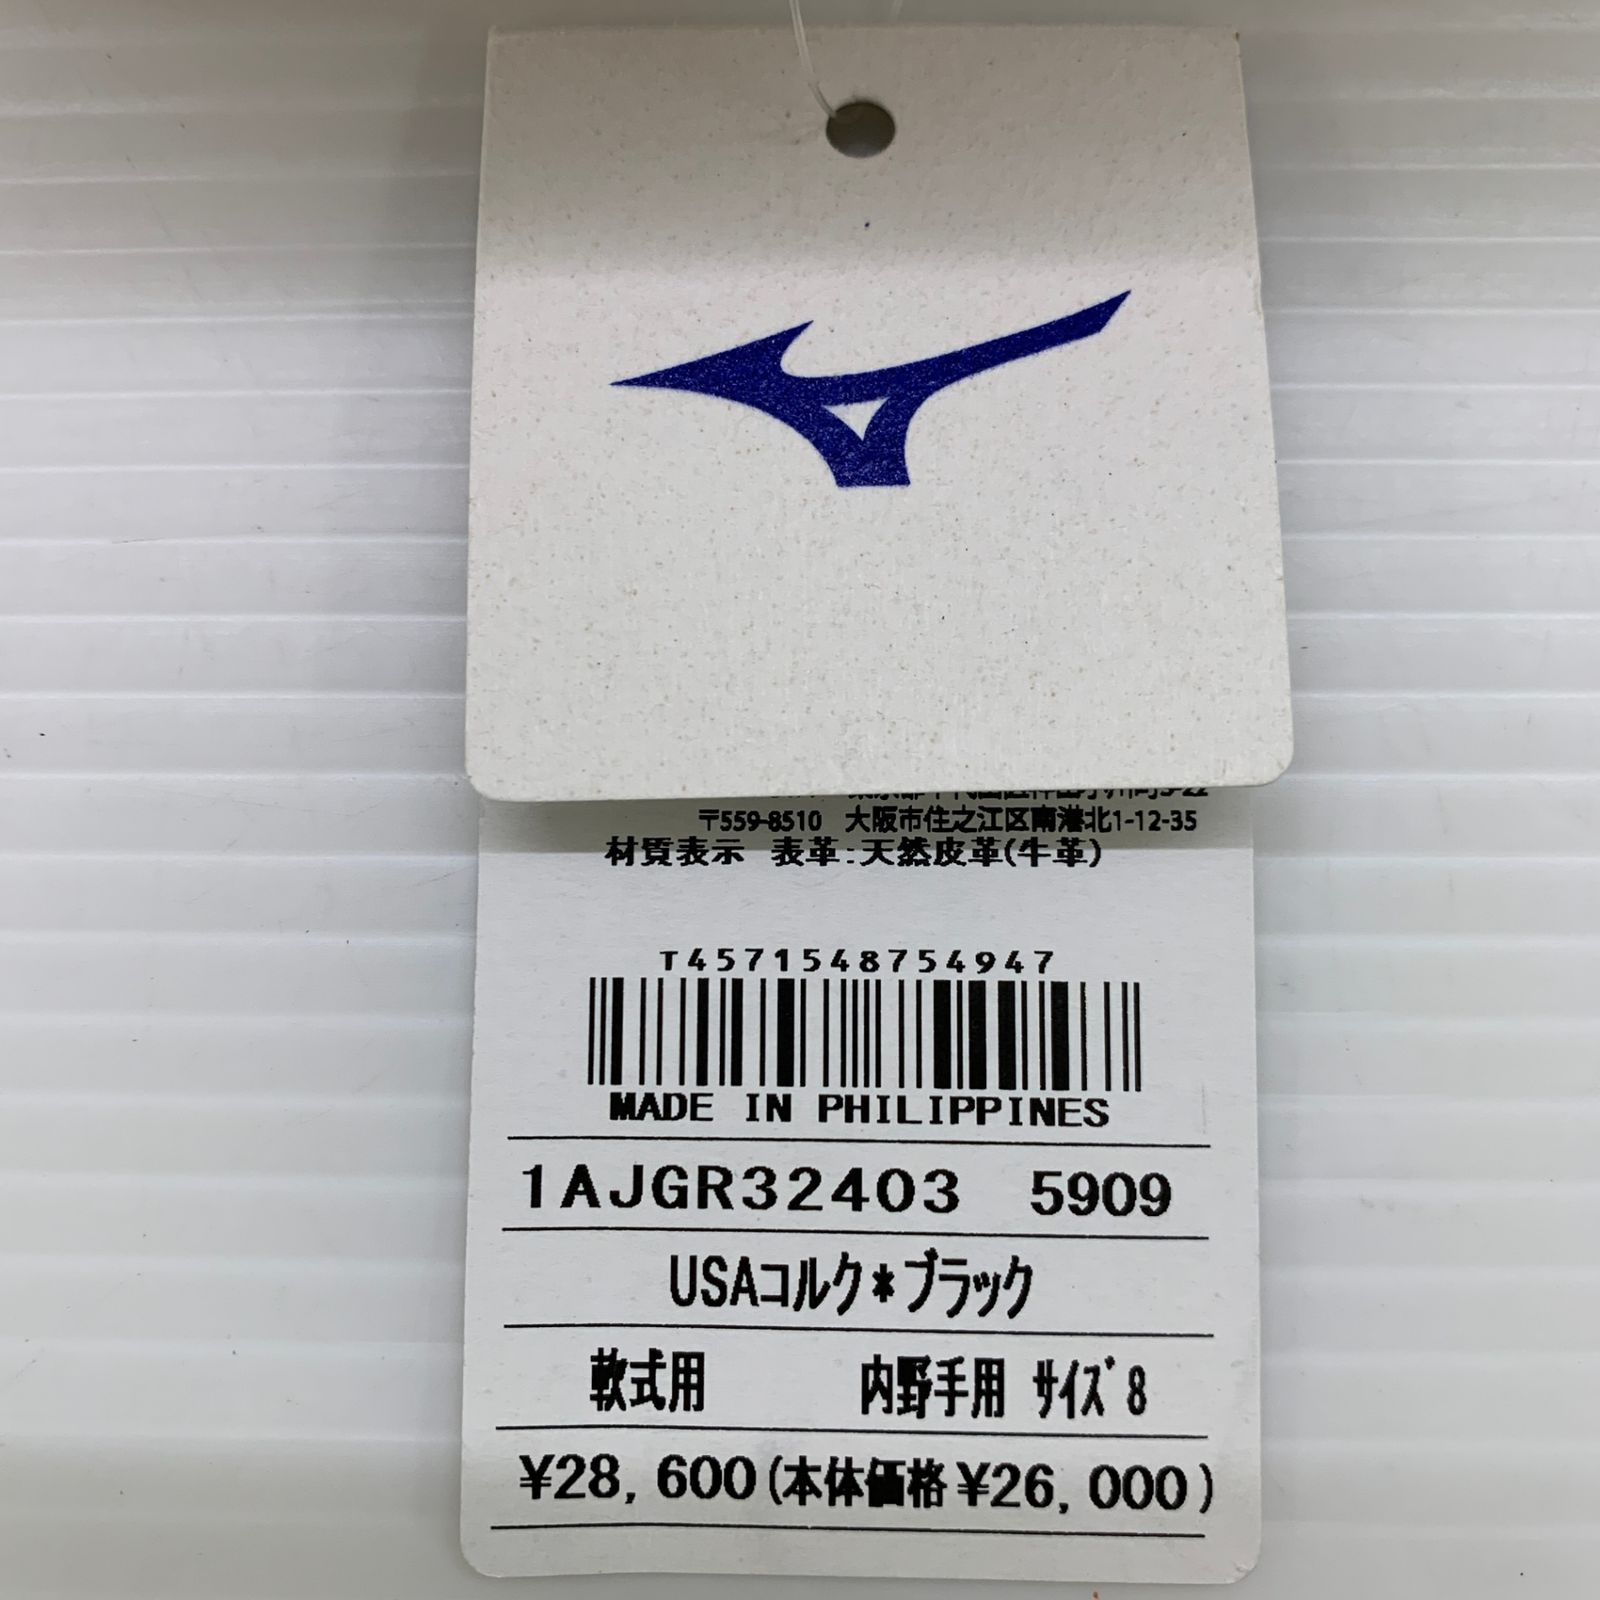 〒559-8510 大阪市住之江区南港北1-12-35
材質表示 表革:天然皮革(牛革)
T4571548754947
MADE IN PHILIPPINES
1AJGR32403 5909
USAコルク*ブラック
軟式用 内野手用 サイズ8
¥28,600(本体価格¥26,000)